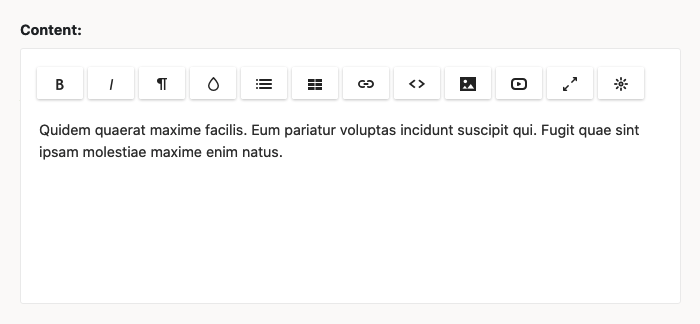 Content:
B I ¶
Quidem quaerat maxime facilis. Eum pariatur voluptas incidunt suscipit qui. Fugit quae sint
ipsam molestiae maxime enim natus.